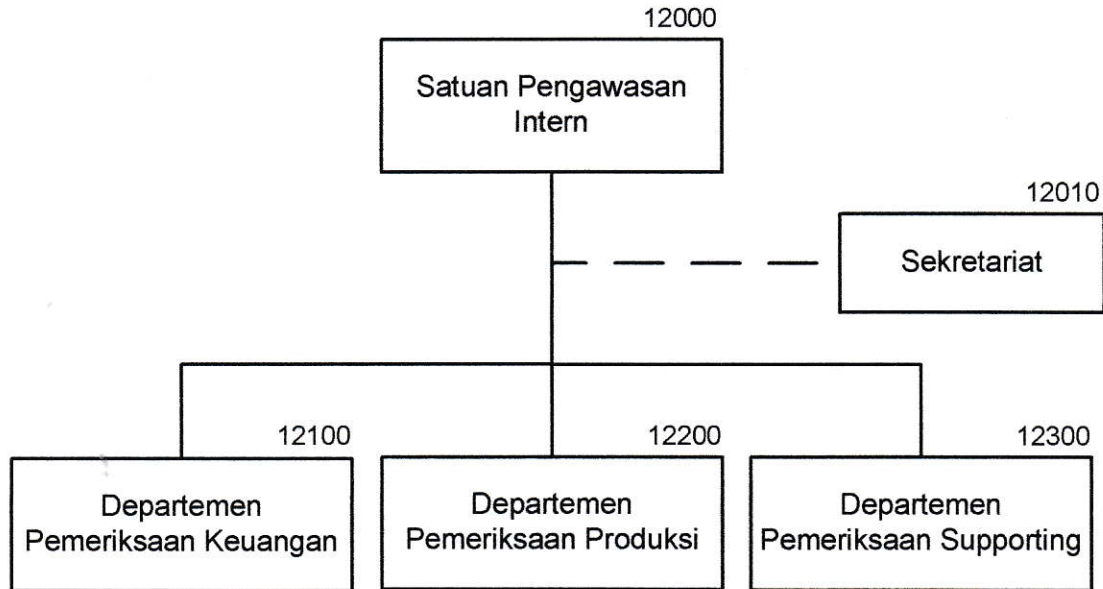 12000
Satuan Pengawasan
Intern
12010
Sekretariat
12100
Departemen
Pemeriksaan Keuangan
12200
Departemen
Pemeriksaan Produksi
12300
Departemen
Pemeriksaan Supporting